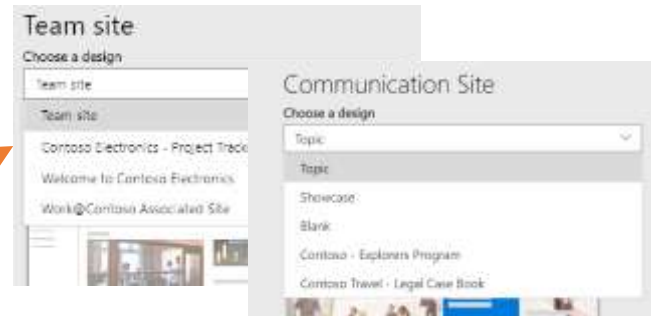 Team site
Choose a design
Team site
Team site
Contoso Electronics - Project Track
Welcome to Contoso Electronics
Work@Contoso Associated Site
Communication Site
Choose a design
Topic
Topic
Showcase
Blank
Contoso - Explorers Program
Contoso Travel - Legal Case Book